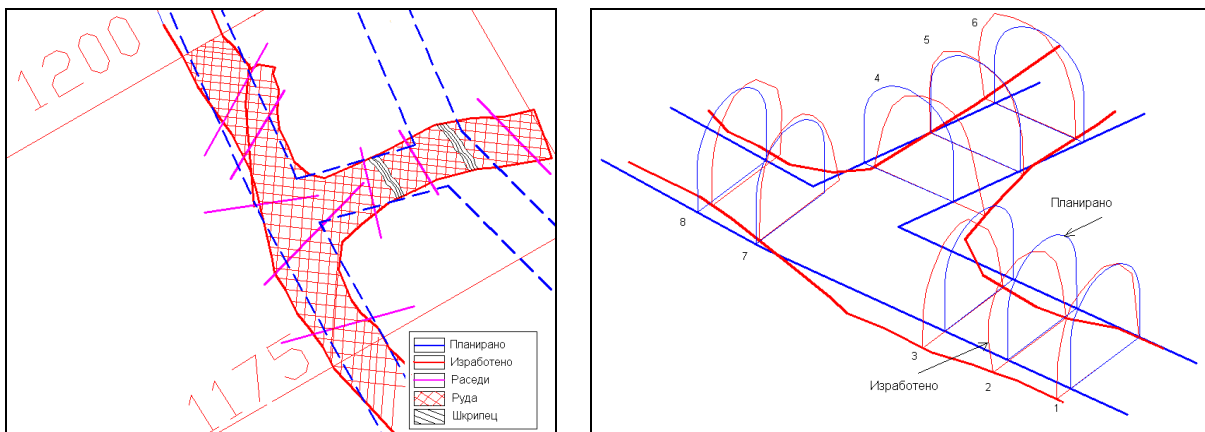 1200
1175
Планирано
Изработено
Раседи
Руда
Шкрипец
6
5
4
Планирано
8
7
3
Изработено
2
1